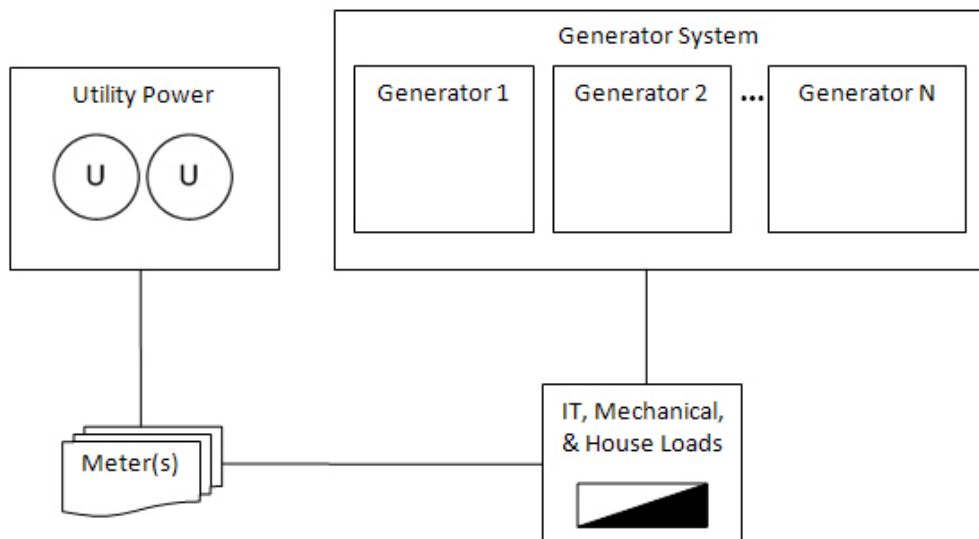 Generator System
Utility Power
U U
Generator 1
Generator 2
...
Generator N
Meter(s)
IT, Mechanical,
& House Loads